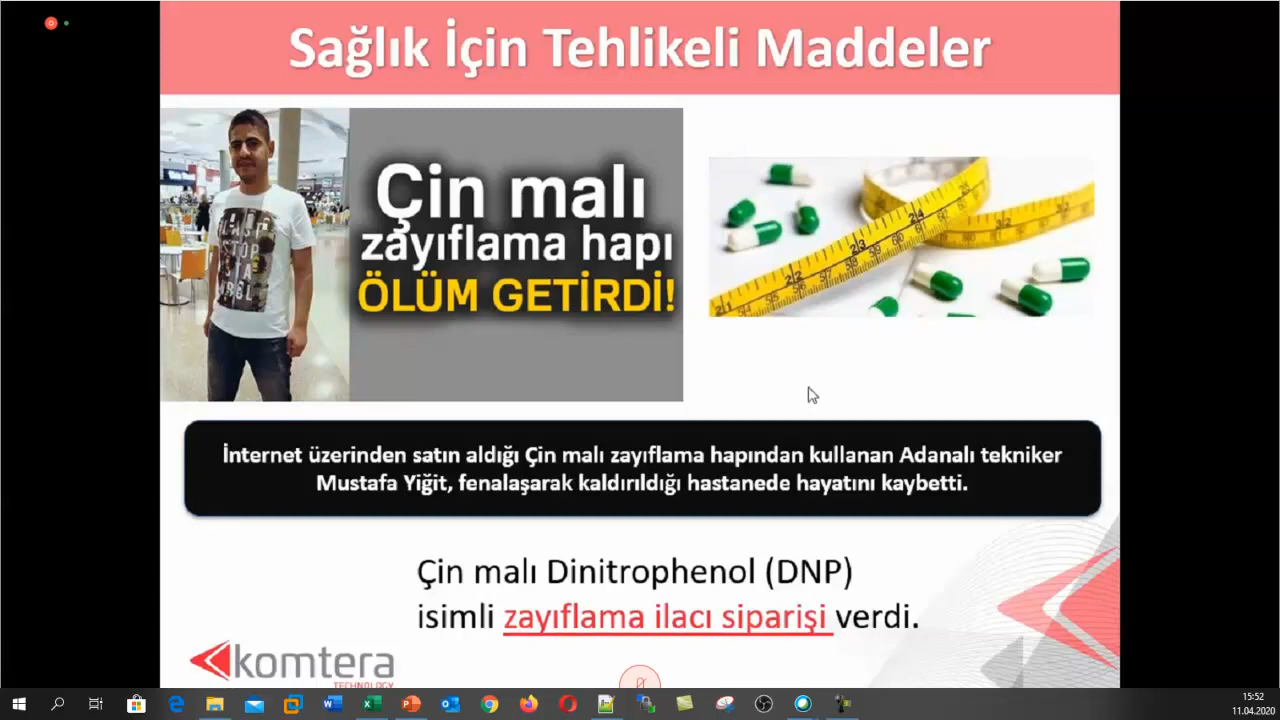 Sağlık İçin Tehlikeli Maddeler
Çin malı
zayıflama hapı
ÖLÜM GETİRDİ!
İnternet üzerinden satın aldığı Çin malı zayıflama hapından kullanan Adanalı tekniker
Mustafa Yiğit, fenalaşarak kaldırıldığı hastanede hayatını kaybetti.
Çin malı Dinitrophenol (DNP)
isimli zayıflama ilacı siparişi verdi.
komtera
TECHNOLOGY
15:52
11.04.2020